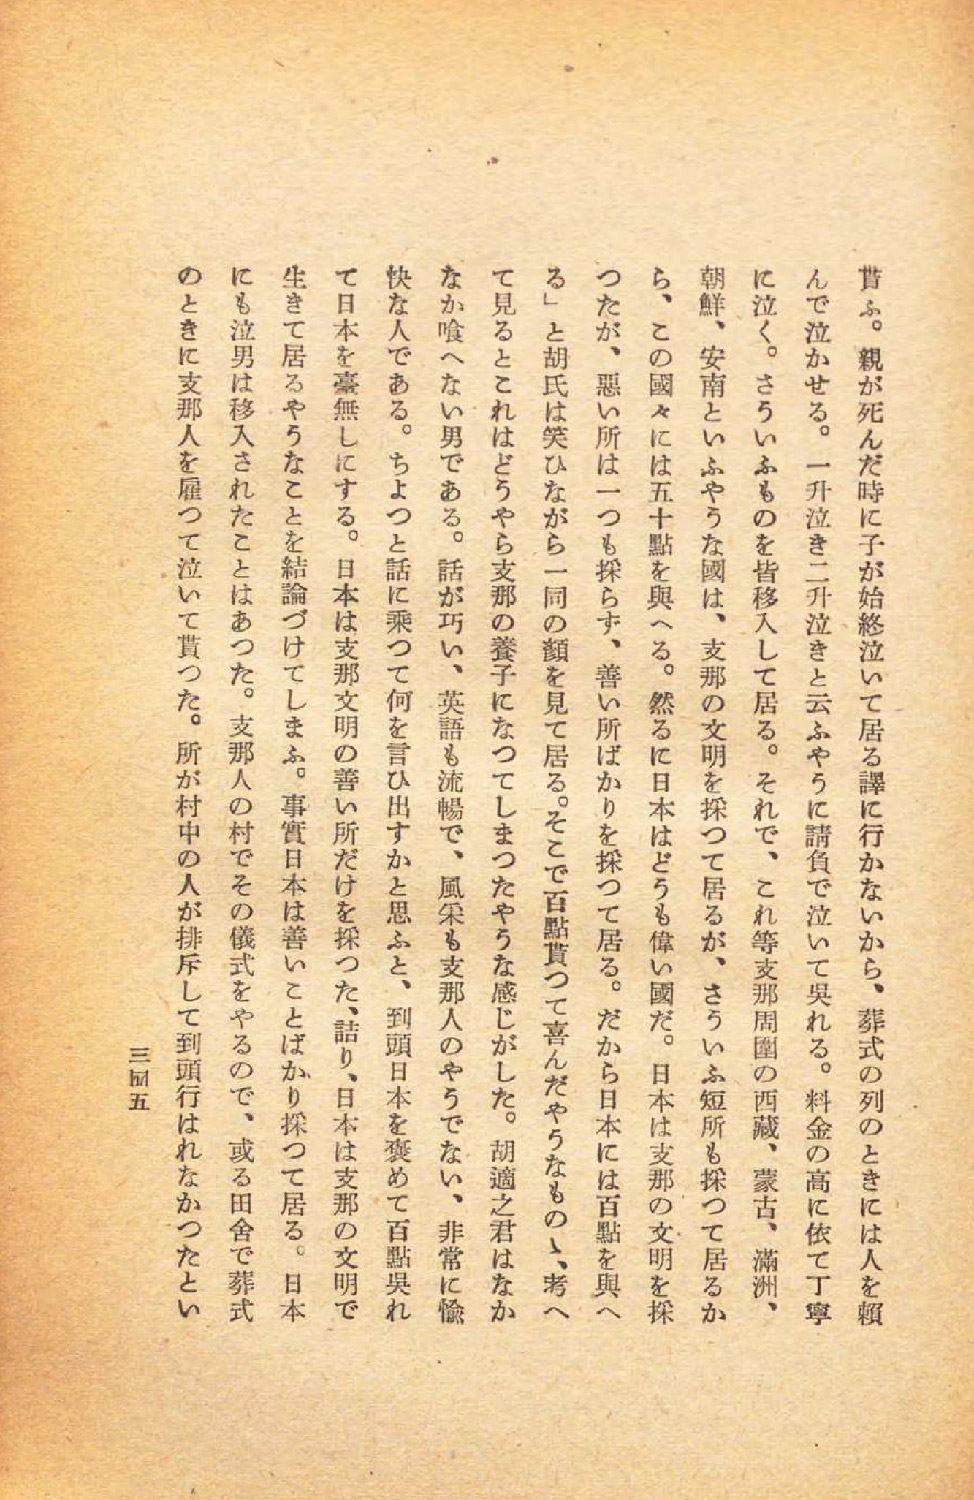 貰ふ。親が死んだ時に子が始終泣いて居る譯に行かないから、葬式の列のときには人を賴
んで泣かせる。一升泣き二升泣きと云ふやうに請負で泣いて吳れる。料金の高に依て丁寧
に泣く。さういふものを皆移入して居る。それで、これ等支那周圍の西藏、蒙古、滿洲、
朝鮮、安南といふやうな國は、支那の文明を採つて居るが、さういふ短所も採つて居るか
ら、この國々には五十點を與へる。然るに日本はどうも偉い國だ。日本は支那の文明を採
つたが、惡い所は一つも採らず、善い所ばかりを採つて居る。だから日本には百點を與へ
る」と胡氏は笑ひながら一同の顏を見て居る。そこで百點貰つて喜んだやうなものゝ、考へ
て見るとこれはどうやら支那の養子になつてしまつたやうな感じがした。胡適之君はなか
なか喰へない男である。話が巧い、英語も流暢で、風采も支那人のやうでない、非常に愉
快な人である。ちよつと話に乘つて何を言ひ出すかと思ふと、到頭日本を褒めて百點吳れ
て日本を臺無しにする。日本は支那文明の善い所だけを採つた、詰り、日本は支那の文明で
生きて居るやうなことを結論づけてしまふ。事實日本は善いことばかり採つて居る。日本
にも泣男は移入されたことはあつた。支那人の村でその儀式をやるので、或る田舍で葬式
のときに支那人を雇つて泣いて貰つた。所が村中の人が排斥して到頭行はれなかつたとい
三四五